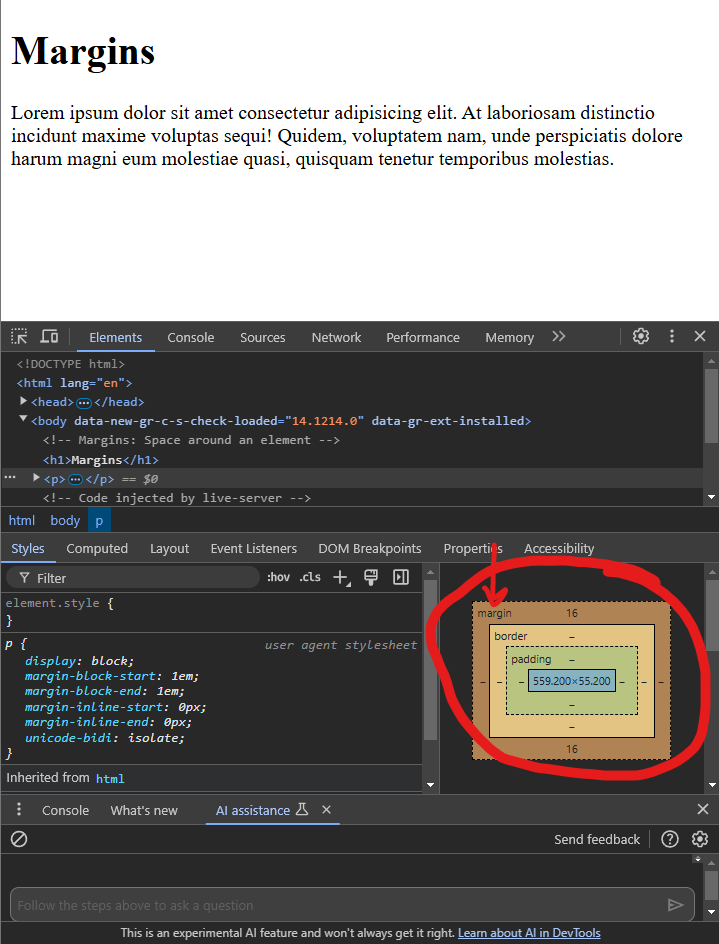 Margins
Lorem ipsum dolor sit amet consectetur adipisicing elit. At laboriosam distinctio
incidunt maxime voluptas sequi! Quidem, voluptatem nam, unde perspiciatis dolore
harum magni eum molestiae quasi, quisquam tenetur temporibus molestias.
Elements Console Sources Network Performance Memory
<!DOCTYPE html>
<html lang="en">
<head> … </head>
<body data-new-gr-c-s-check-loaded="14.1214.0" data-gr-ext-installed>
<!-- Margins: Space around an element -->
<h1>Margins</h1>
<p> … </p> == $0
<!-- Code injected by live-server -->
html body p
Styles Computed Layout Event Listeners DOM Breakpoints Properties Accessibility
Filter :hov .cls
element.style {
}
p { user agent stylesheet
display: block;
margin-block-start: 1em;
margin-block-end: 1em;
margin-inline-start: 0px;
margin-inline-end: 0px;
unicode-bidi: isolate;
}
Inherited from html
margin 16
border –
padding –
– – – 559.200×55.200 – – –
–
–
16
Console What's new AI assistance
Send feedback
Follow the steps above to ask a question
This is an experimental AI feature and won't always get it right. Learn about AI in DevTools